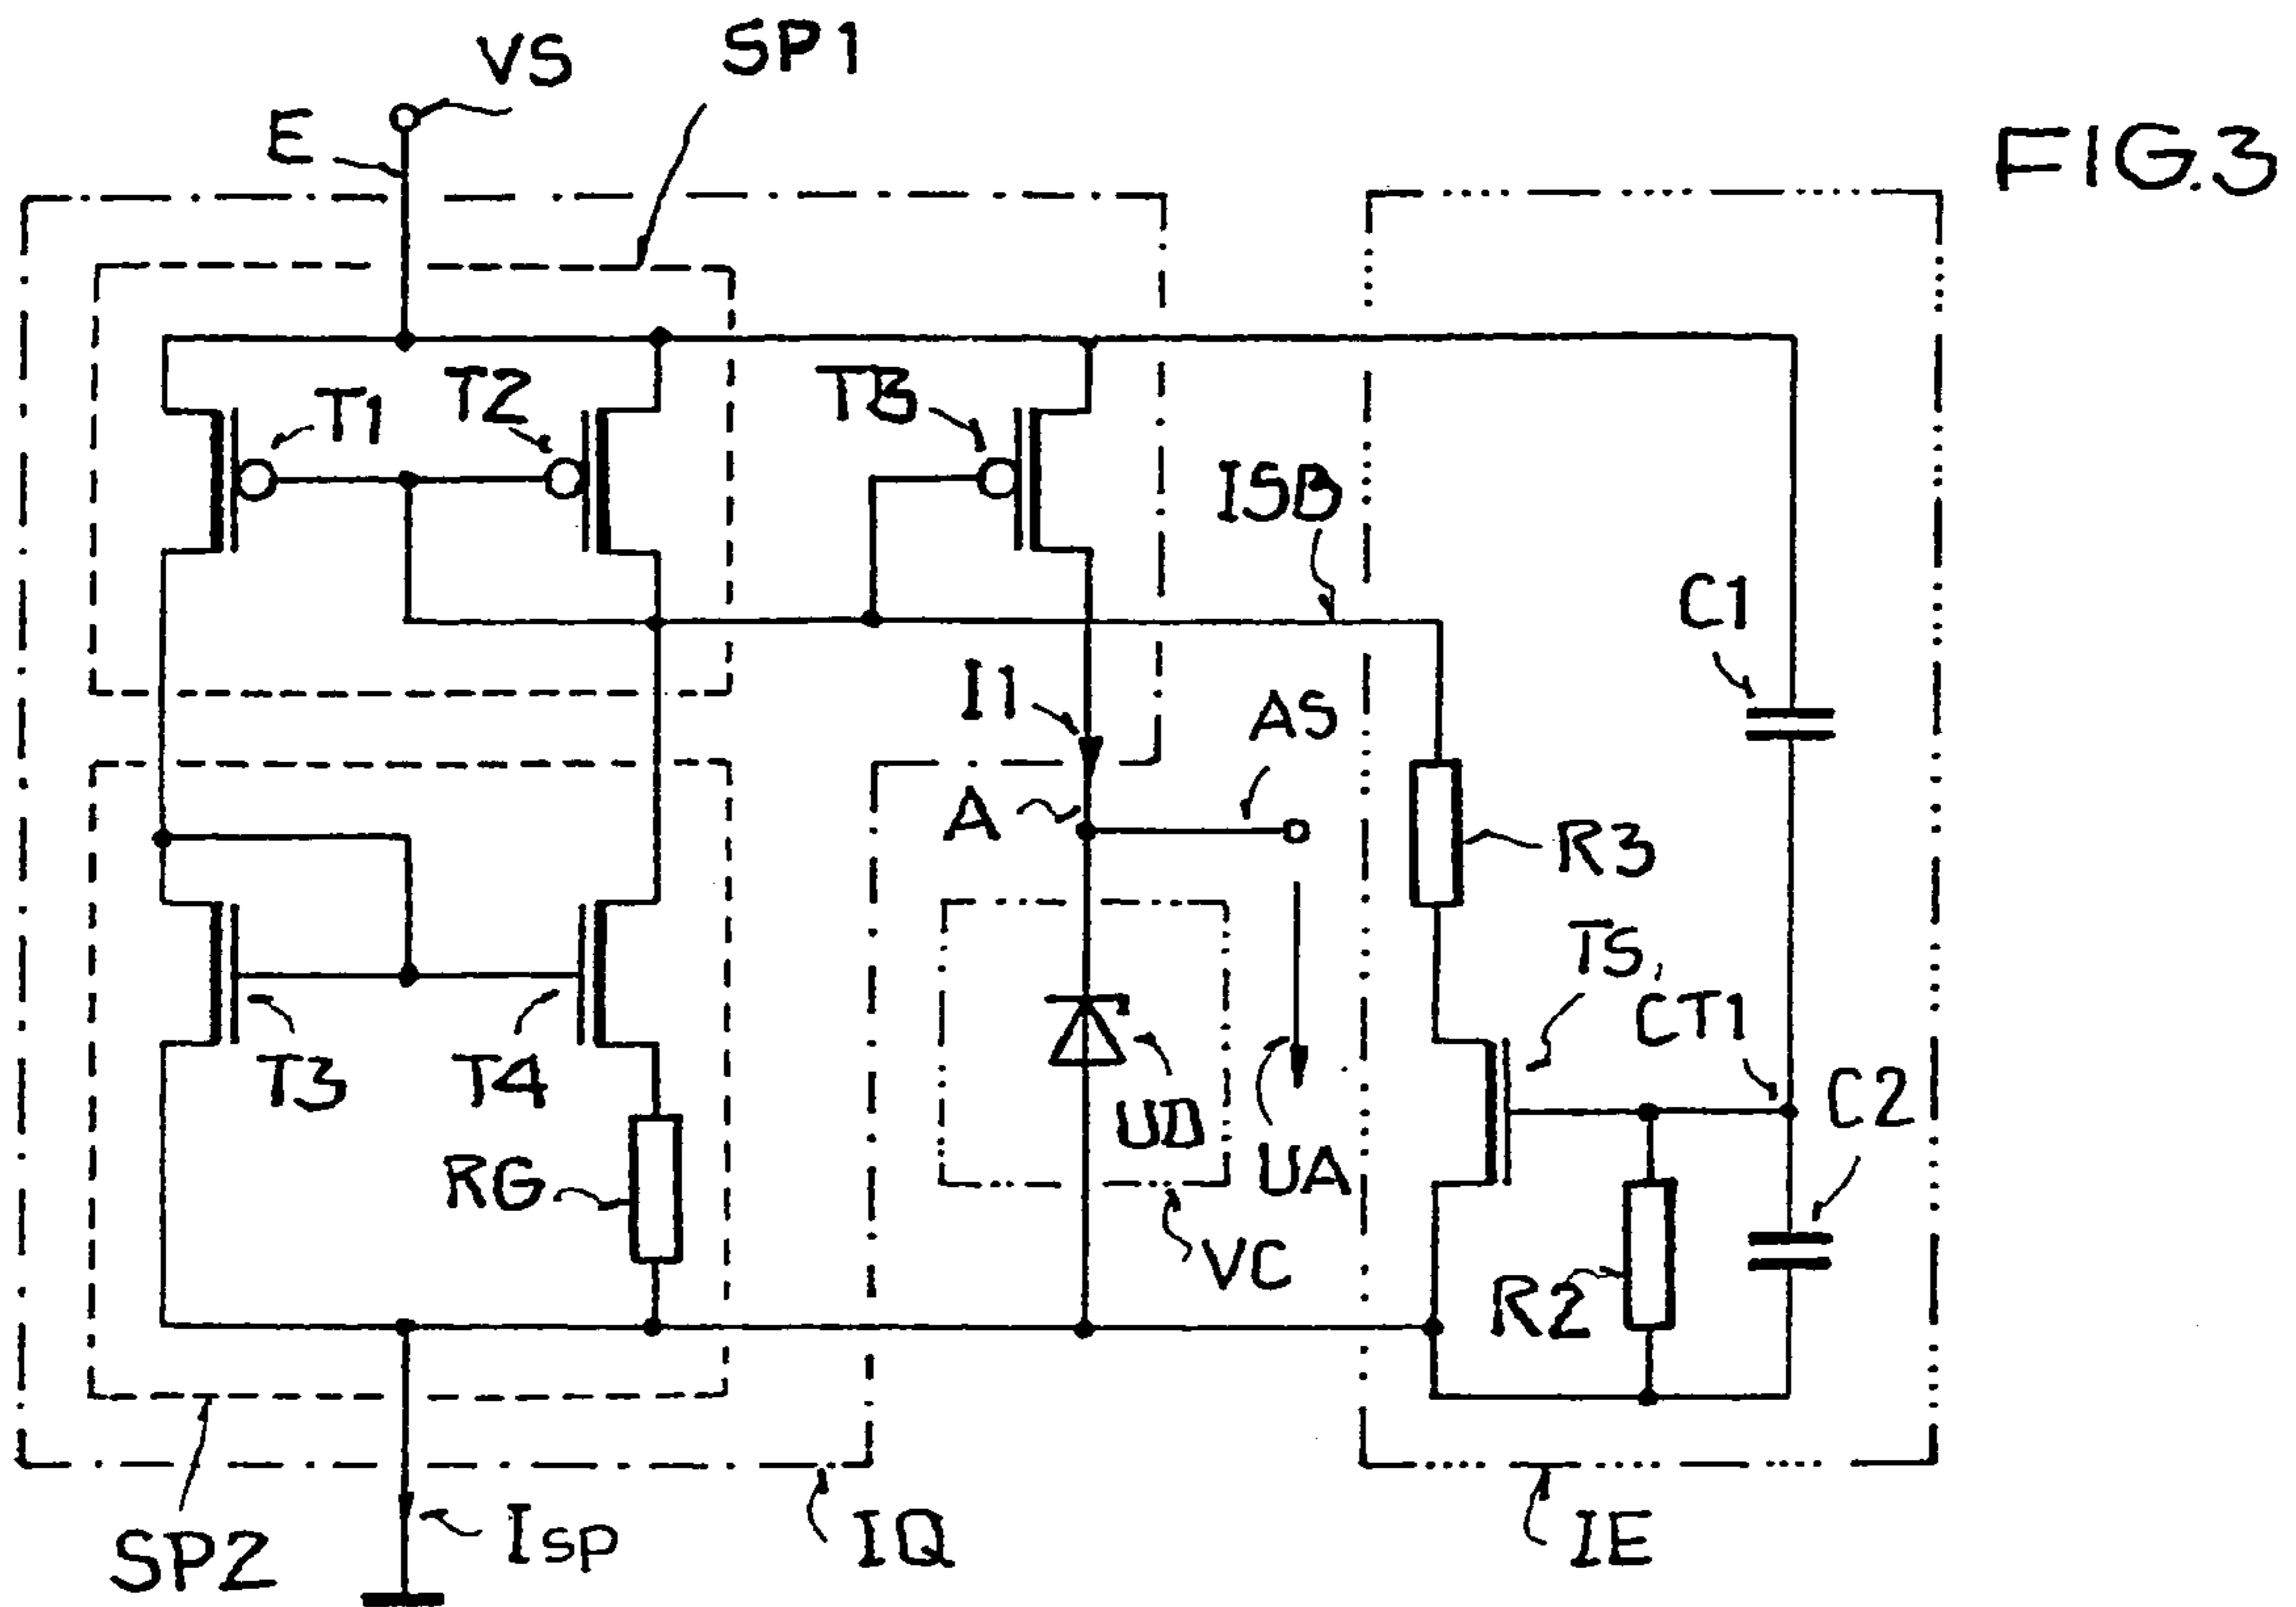 VS
SP1
E
FIG.3
T1
T2
TB
ISB
C1
I1
AS
A
R3
TS
CT1
C2
T3
T4
UD
UA
RG
VC
R2
SP2
ISP
IQ
IE